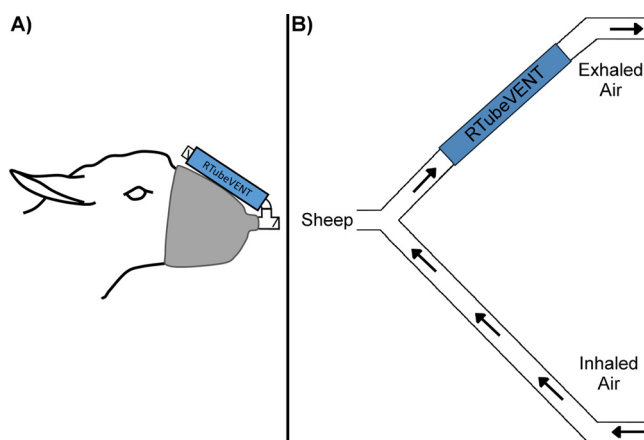 A)
RTubeVENT
B)
RTubeVENT
Exhaled
Air
Sheep
Inhaled
Air